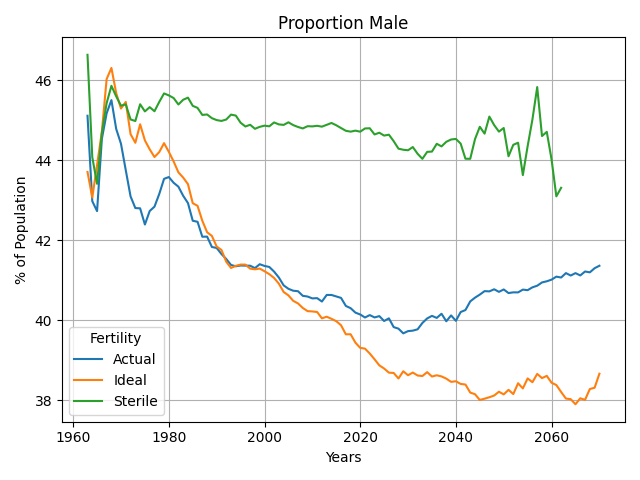 Proportion Male
% of Population
46
44
42
40
38
Fertility
Actual
Ideal
Sterile
1960
1980
2000
2020
2040
2060
Years